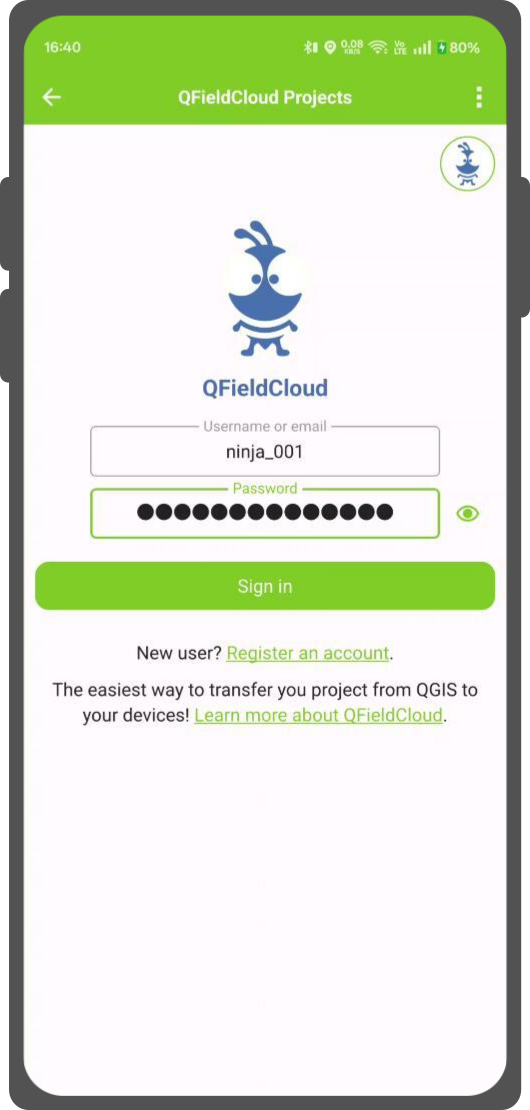 16:40
0.08 KB/S Vo LTE 80%
QFieldCloud Projects
QFieldCloud
Username or email
ninja_001
Password
●●●●●●●●●●●●●●
Sign in
New user? Register an account.
The easiest way to transfer you project from QGIS to
your devices! Learn more about QFieldCloud.